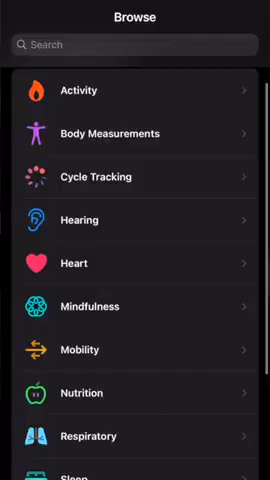 Browse
Search
Activity
Body Measurements
Cycle Tracking
Hearing
Heart
Mindfulness
Mobility
Nutrition
Respiratory
Sleep